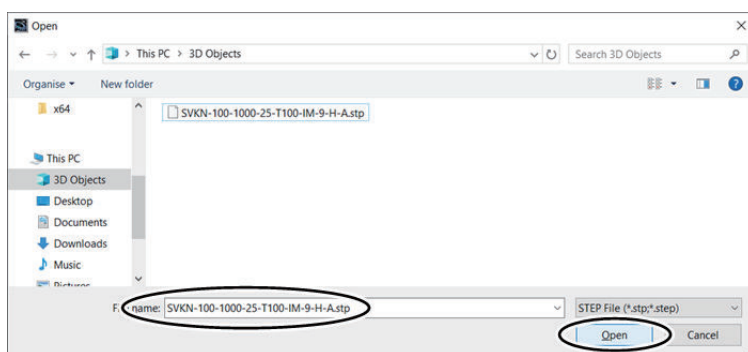 Open
This PC > 3D Objects
Search 3D Objects
Organise
New folder
x64
SVKN-100-1000-25-T100-IM-9-H-A.stp
This PC
3D Objects
Desktop
Documents
Downloads
Music
Pictures
name: SVKN-100-1000-25-T100-IM-9-H-A.stp
STEP File (*.stp;*.step)
Open
Cancel